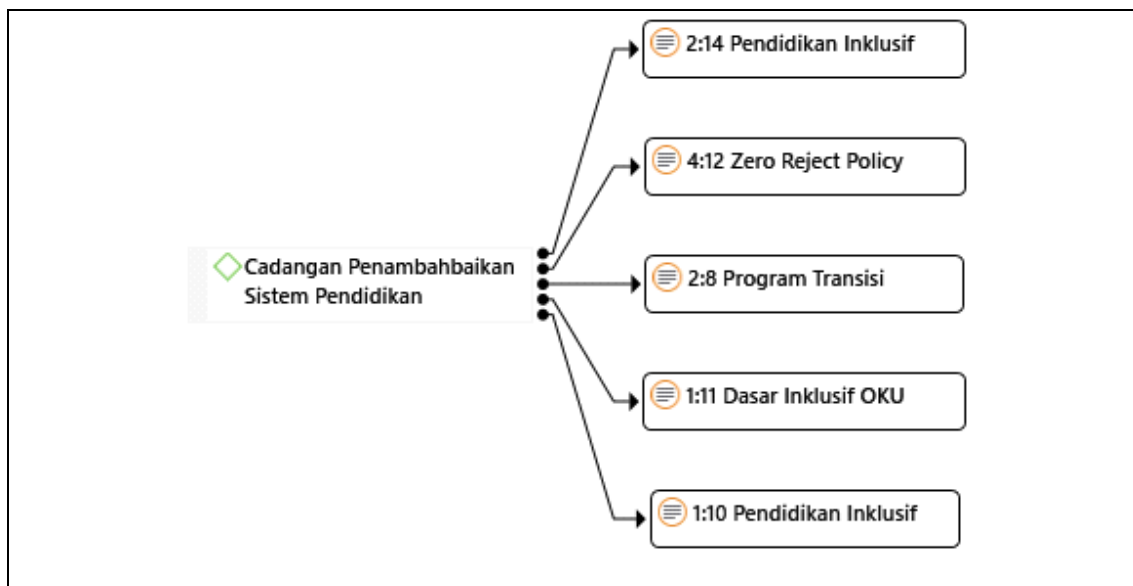 2:14 Pendidikan Inklusif
4:12 Zero Reject Policy
Cadangan Penambahbaikan
Sistem Pendidikan
2:8 Program Transisi
1:11 Dasar Inklusif OKU
1:10 Pendidikan Inklusif